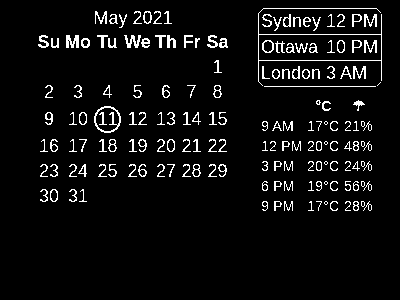 May 2021
Su Mo Tu We Th Fr Sa
1
2 3 4 5 6 7 8
9 10 11 12 13 14 15
16 17 18 19 20 21 22
23 24 25 26 27 28 29
30 31
Sydney 12 PM
Ottawa 10 PM
London 3 AM
°C ☂
9 AM 17°C 21%
12 PM 20°C 48%
3 PM 20°C 24%
6 PM 19°C 56%
9 PM 17°C 28%